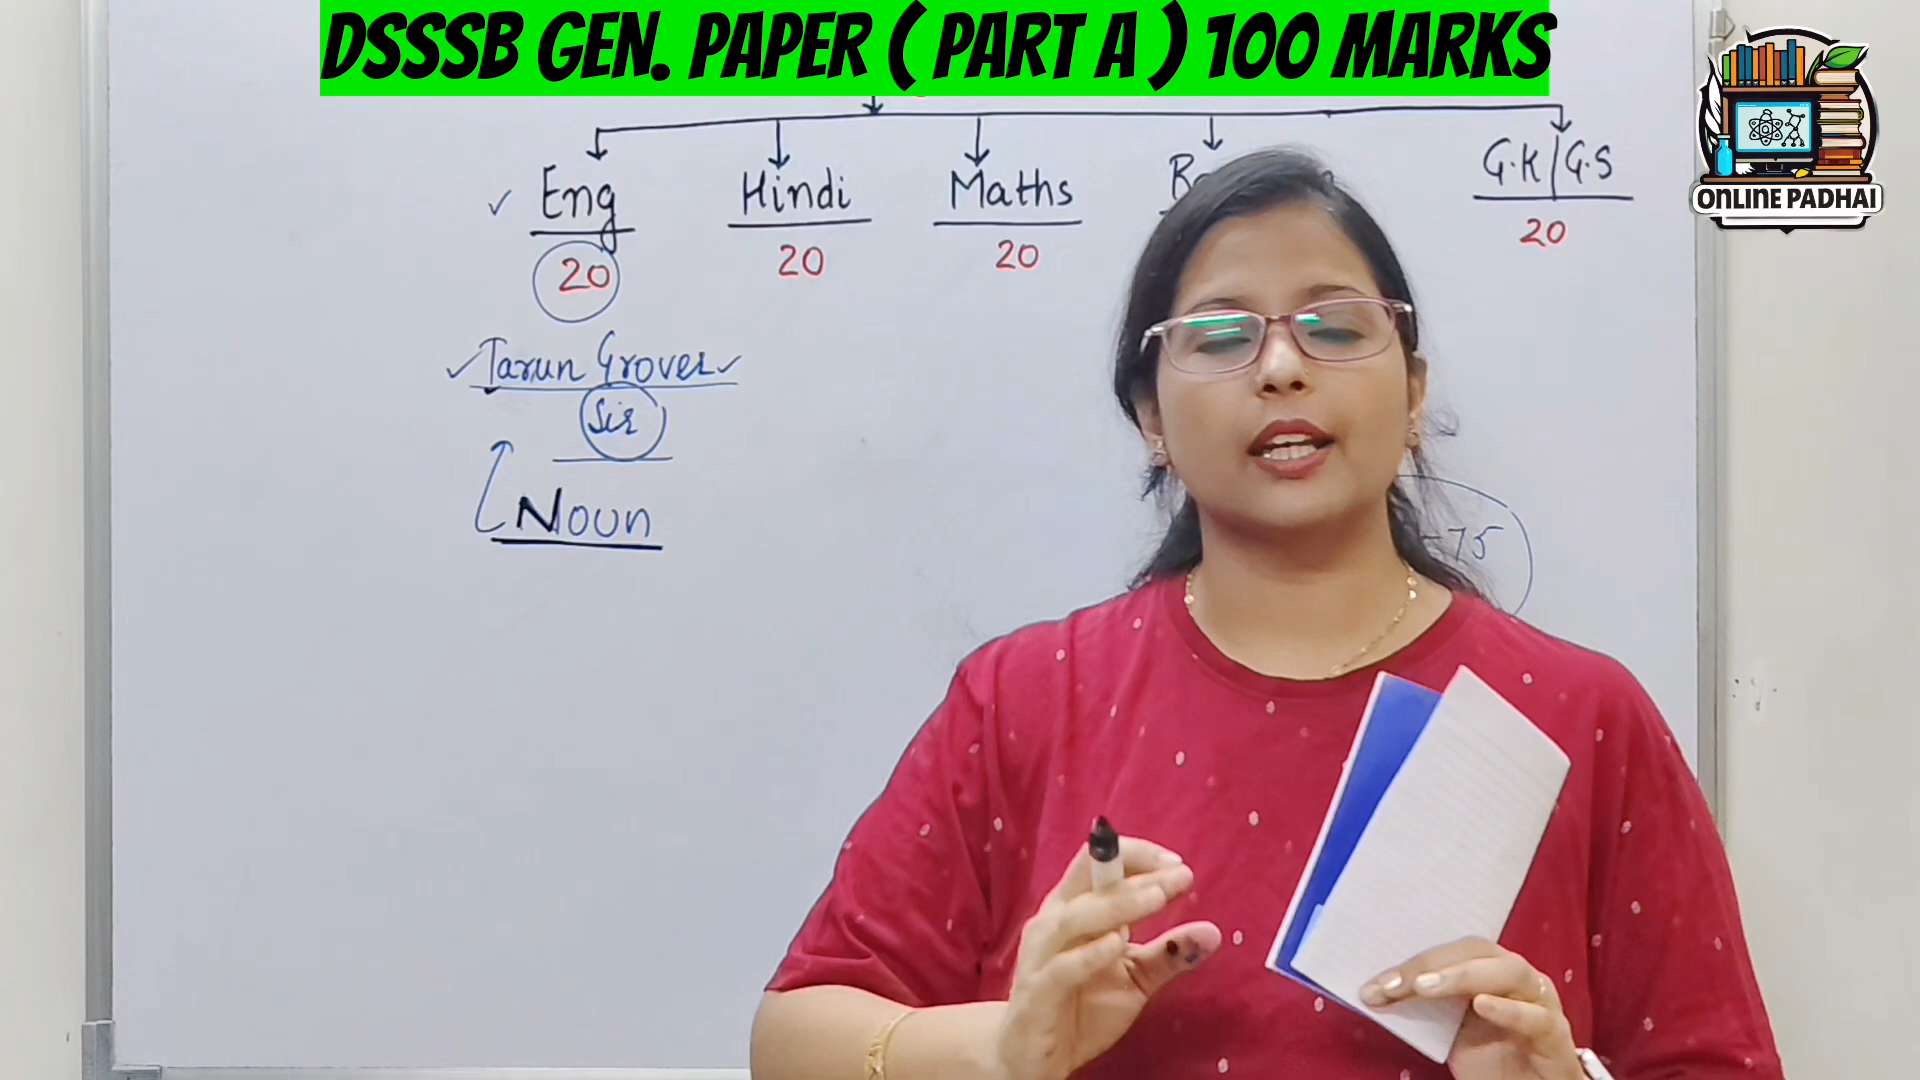 DSSSB GEN. PAPER ( PART A ) 100 MARKS
Eng Hindi Maths G.K/G.S
20 20 20 20
Tarun Grover
Sir
Noun
-75
ONLINE PADHAI